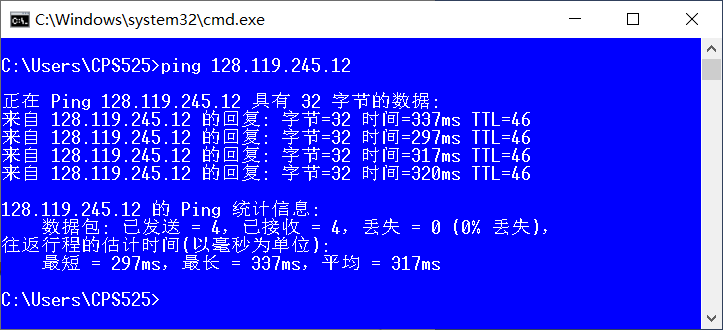 C:\Windows\system32\cmd.exe
C:\Users\CPS525>ping 128.119.245.12
正在 Ping 128.119.245.12 具有 32 字节的数据:
来自 128.119.245.12 的回复: 字节=32 时间=337ms TTL=46
来自 128.119.245.12 的回复: 字节=32 时间=297ms TTL=46
来自 128.119.245.12 的回复: 字节=32 时间=317ms TTL=46
来自 128.119.245.12 的回复: 字节=32 时间=320ms TTL=46
128.119.245.12 的 Ping 统计信息:
数据包: 已发送 = 4，已接收 = 4，丢失 = 0 (0% 丢失)，
往返行程的估计时间(以毫秒为单位):
最短 = 297ms，最长 = 337ms，平均 = 317ms
C:\Users\CPS525>